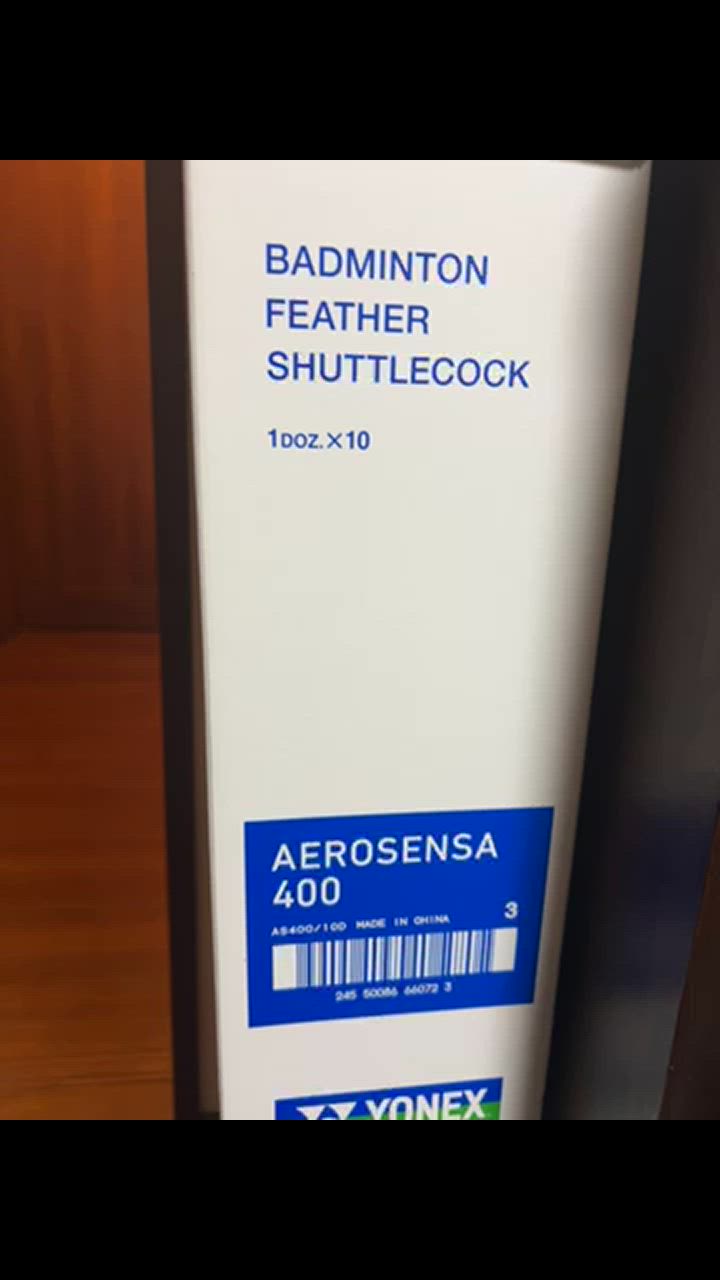 BADMINTON
FEATHER
SHUTTLECOCK
1DOZ.×10
AEROSENSA
400
3
AS400/10D MADE IN CHINA
245 50086 66072 3
YONEX